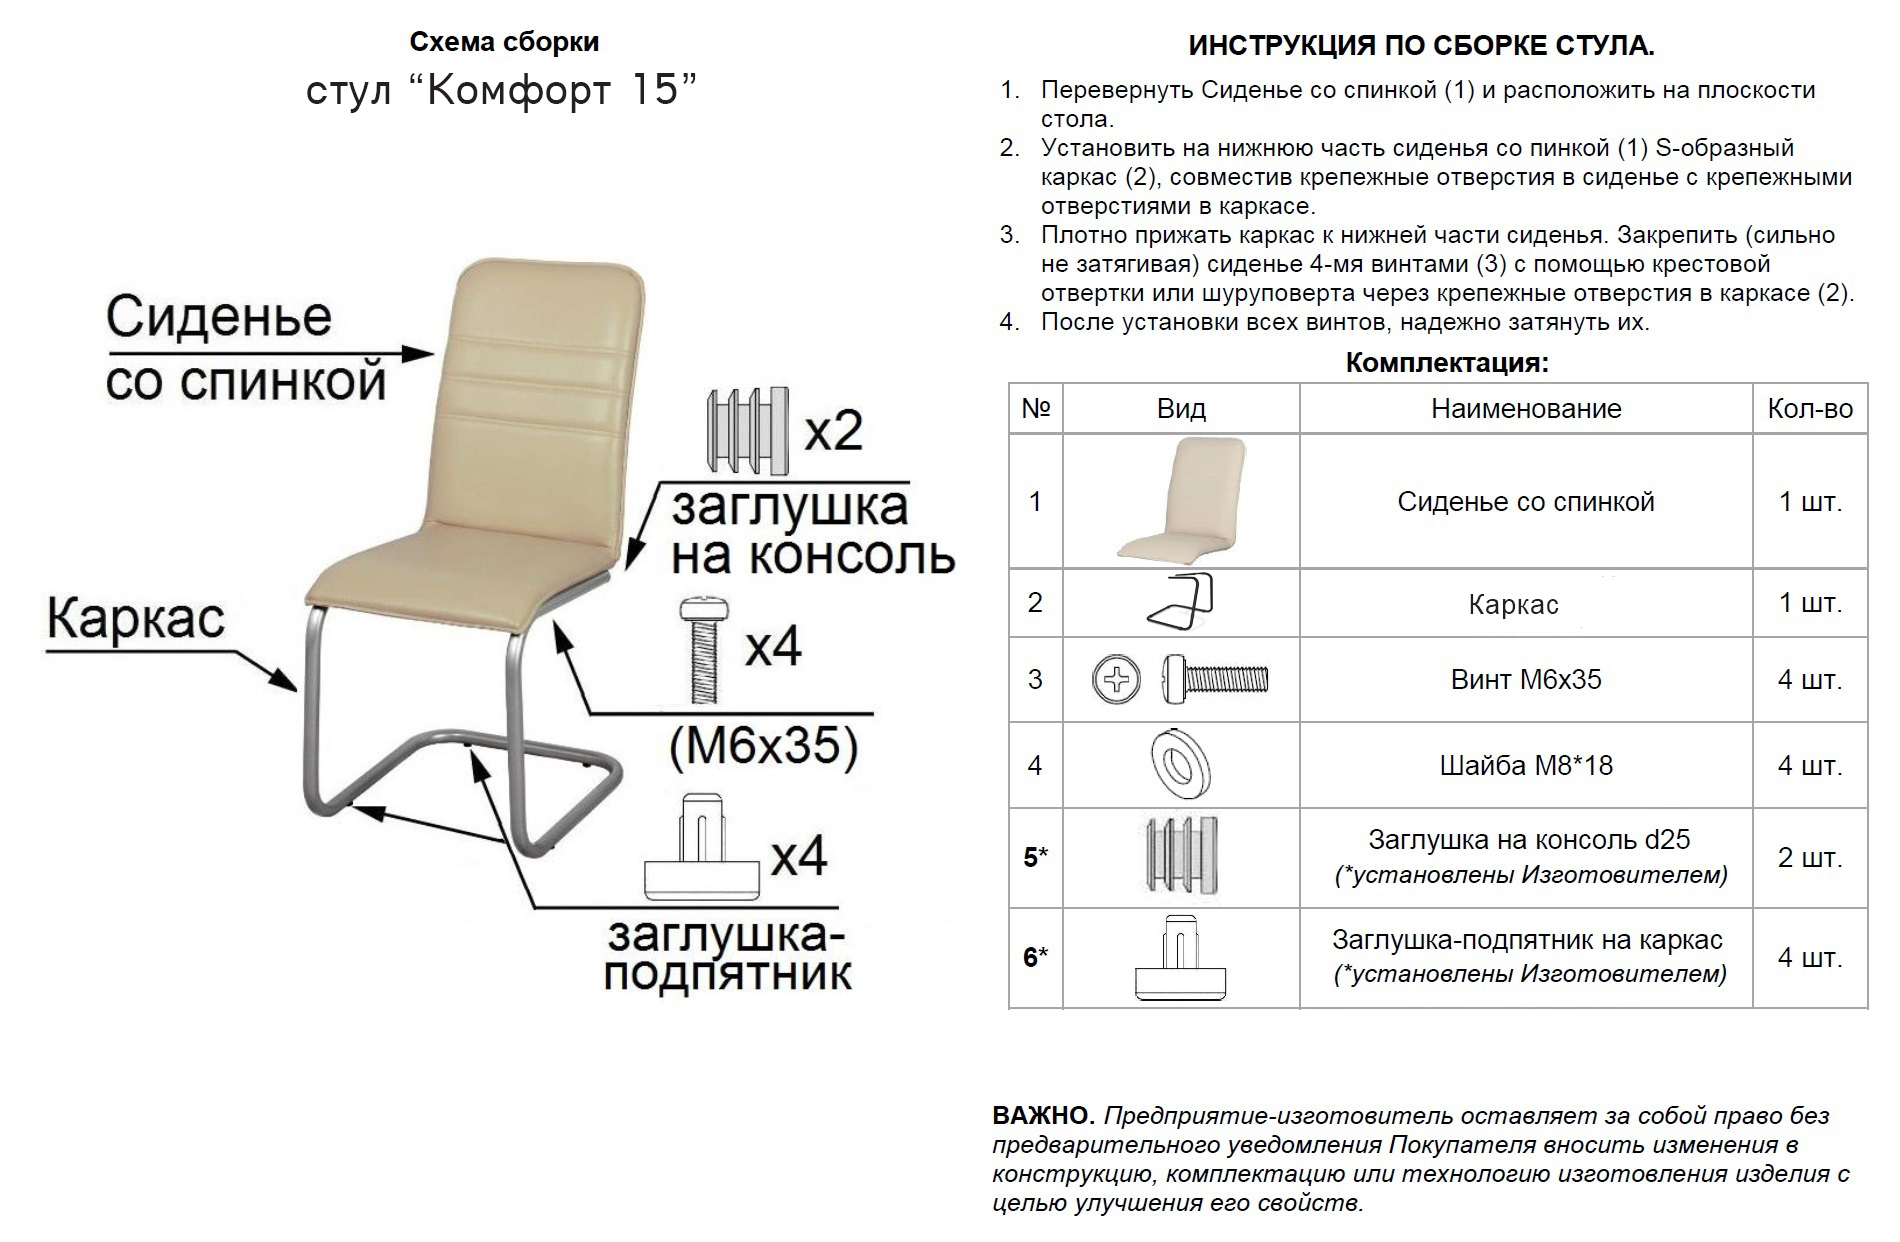 Схема сборки
стул “Комфорт 15”
Сиденье
со спинкой
x2
заглушка
на консоль
Каркас
x4
(М6х35)
x4
заглушка-
подпятник
ИНСТРУКЦИЯ ПО СБОРКЕ СТУЛА.
1. Перевернуть Сиденье со спинкой (1) и расположить на плоскости
стола.
2. Установить на нижнюю часть сиденья со пинкой (1) S-образный
каркас (2), совместив крепежные отверстия в сиденье с крепежными
отверстиями в каркасе.
3. Плотно прижать каркас к нижней части сиденья. Закрепить (сильно
не затягивая) сиденье 4-мя винтами (3) с помощью крестовой
отвертки или шуруповерта через крепежные отверстия в каркасе (2).
4. После установки всех винтов, надежно затянуть их.
Комплектация:
№ Вид Наименование Кол-во
1 Сиденье со спинкой 1 шт.
2 Каркас 1 шт.
3 Винт М6х35 4 шт.
4 Шайба М8*18 4 шт.
5* Заглушка на консоль d25 2 шт.
(*установлены Изготовителем)
6* Заглушка-подпятник на каркас 4 шт.
(*установлены Изготовителем)
ВАЖНО. Предприятие-изготовитель оставляет за собой право без
предварительного уведомления Покупателя вносить изменения в
конструкцию, комплектацию или технологию изготовления изделия с
целью улучшения его свойств.